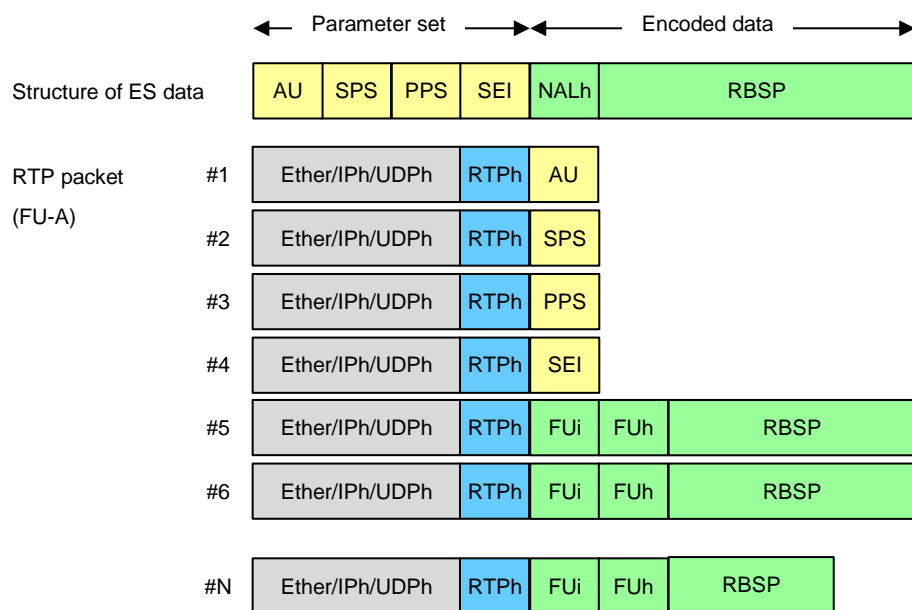 Parameter set Encoded data
Structure of ES data AU SPS PPS SEI NALh RBSP
RTP packet #1 Ether/IPh/UDPh RTPh AU
(FU-A)
#2 Ether/IPh/UDPh RTPh SPS
#3 Ether/IPh/UDPh RTPh PPS
#4 Ether/IPh/UDPh RTPh SEI
#5 Ether/IPh/UDPh RTPh FUi FUh RBSP
#6 Ether/IPh/UDPh RTPh FUi FUh RBSP
#N Ether/IPh/UDPh RTPh FUi FUh RBSP